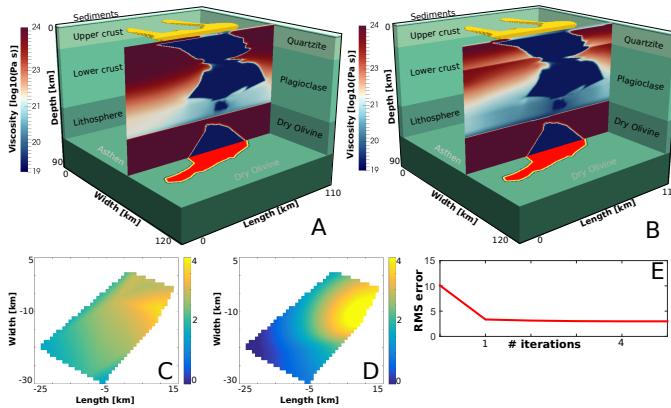 Sediments
0
Upper crust
Quartzite
Lower crust
Plagioclase
Lithosphere
Dry Olivine
Asthen
Dry Olivine
Viscosity [log10(Pa s)]
24
23
21
20
19
Depth [km]
90
0
Width [km]
120
0
Length [km]
110
A
Sediments
0
Upper crust
Quartzite
Lower crust
Plagioclase
Lithosphere
Dry Olivine
Asthen
Dry Olivine
Viscosity [log10(Pa s)]
24
23
21
20
19
Depth [km]
90
0
Width [km]
120
0
Length [km]
110
B
5
-10
-30
Width [km]
-25
-5
15
Length [km]
4
2
0
C
5
-10
-30
Width [km]
-25
-5
15
Length [km]
4
2
0
D
15
10
5
0
RMS error
1
4
# iterations
E